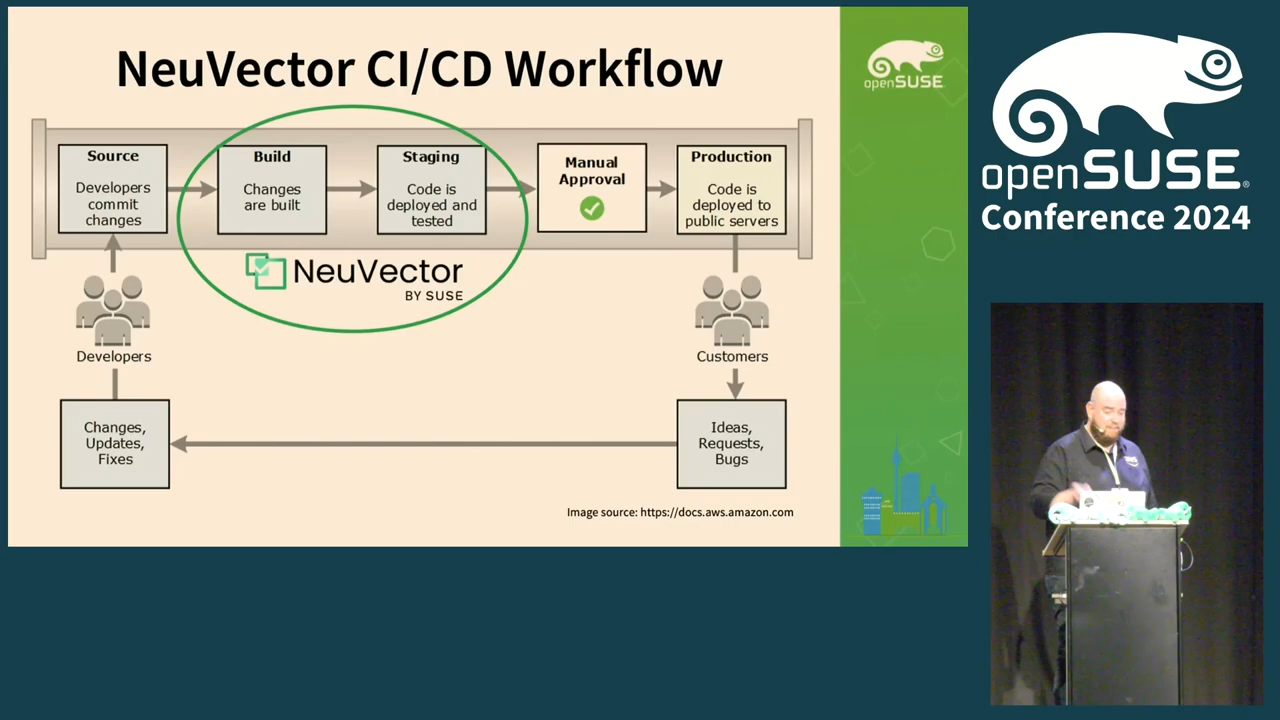 NeuVector CI/CD Workflow
openSUSE
Source
Developers
commit
changes
Build
Changes
are built
Staging
Code is
deployed and
tested
Manual
Approval
Production
Code is
deployed to
public servers
NeuVector
BY SUSE
Developers
Customers
Changes,
Updates,
Fixes
Ideas,
Requests,
Bugs
Image source: https://docs.aws.amazon.com
openSUSE®
Conference 2024